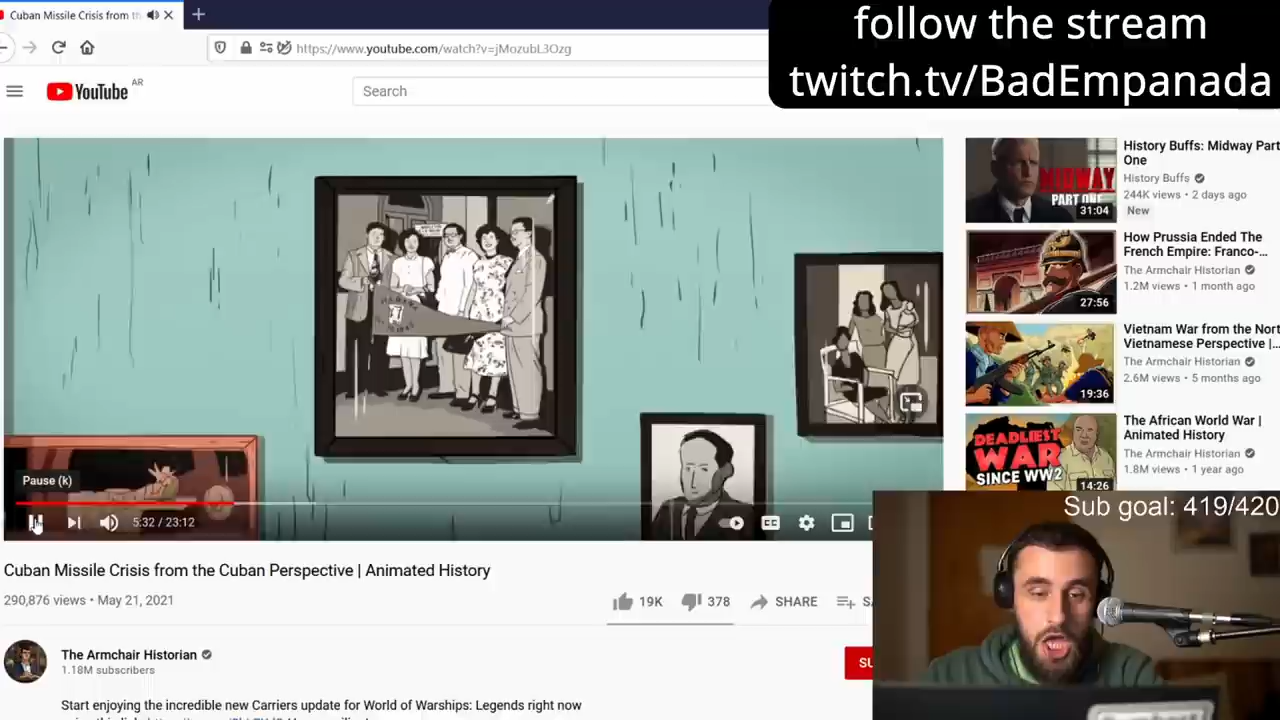 Cuban Missile Crisis from th
follow the stream
twitch.tv/BadEmpanada
https://www.youtube.com/watch?v=jMozubL3Ozg
YouTube AR
Search
History Buffs: Midway Part
One
History Buffs
244K views • 2 days ago
New
MIDWAY
PART ONE
31:04
How Prussia Ended The
French Empire: Franco-...
The Armchair Historian
1.2M views • 1 month ago
27:56
Vietnam War from the Nort
Vietnamese Perspective |...
The Armchair Historian
2.6M views • 5 months ago
19:36
The African World War |
Animated History
The Armchair Historian
1.8M views • 1 year ago
DEADLIEST
WAR
SINCE WW2
14:26
Pause (k)
5:32 / 23:12
CC
Sub goal: 419/420
Cuban Missile Crisis from the Cuban Perspective | Animated History
290,876 views • May 21, 2021
19K
378
SHARE
SA
The Armchair Historian
1.18M subscribers
SU
Start enjoying the incredible new Carriers update for World of Warships: Legends right now